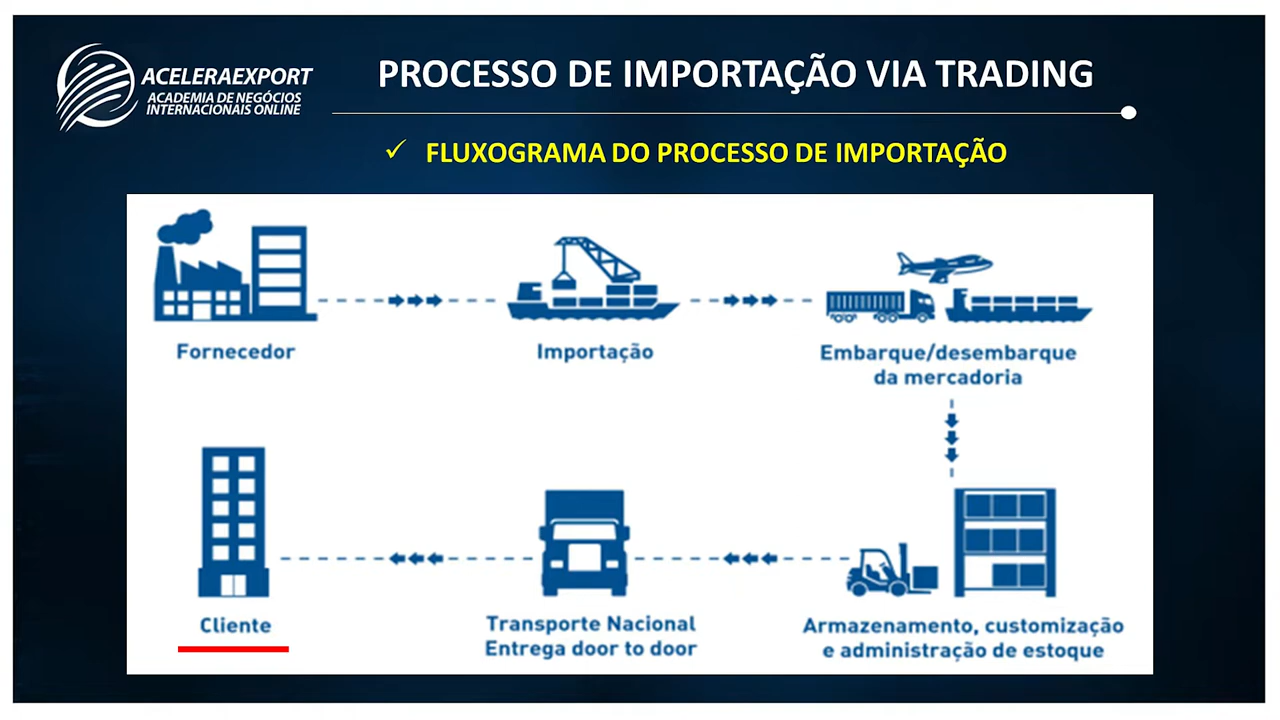 ACELERAEXPORT
ACADEMIA DE NEGÓCIOS
INTERNACIONAIS ONLINE
PROCESSO DE IMPORTAÇÃO VIA TRADING
✓ FLUXOGRAMA DO PROCESSO DE IMPORTAÇÃO
Fornecedor
Importação
Embarque/desembarque
da mercadoria
Cliente
Transporte Nacional
Entrega door to door
Armazenamento, customização
e administração de estoque